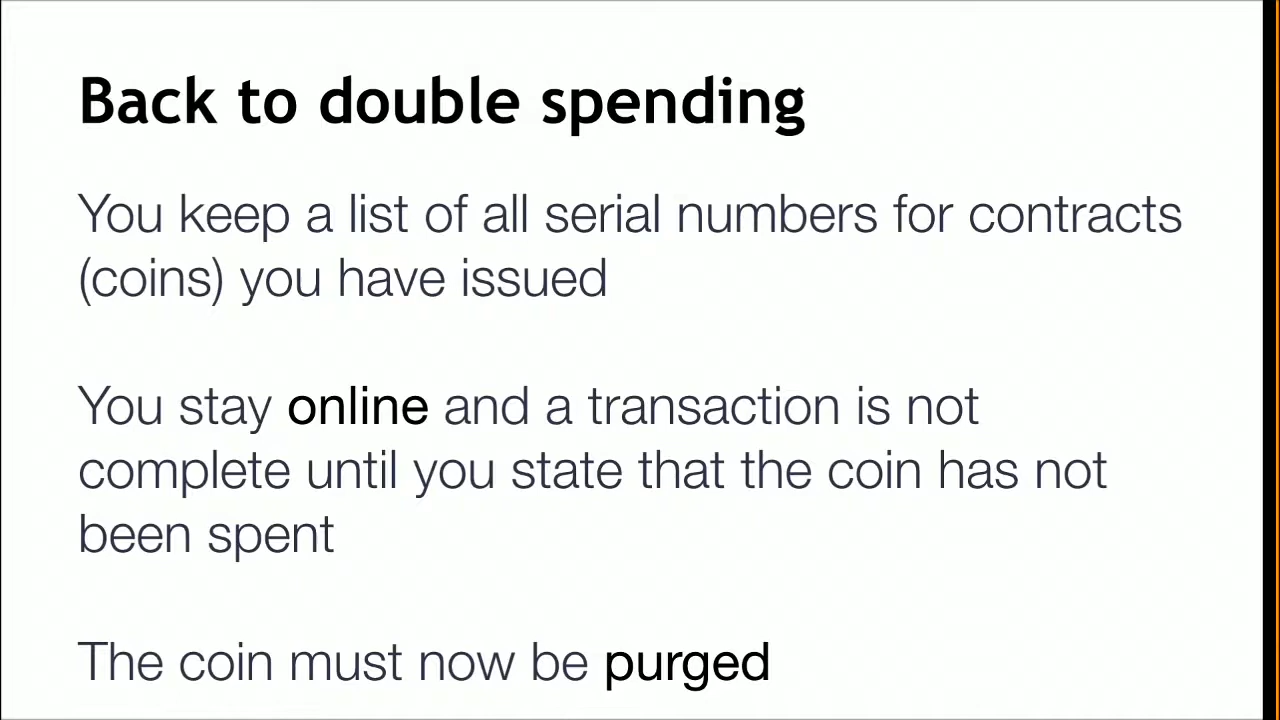 Back to double spending
You keep a list of all serial numbers for contracts
(coins) you have issued
You stay online and a transaction is not
complete until you state that the coin has not
been spent
The coin must now be purged